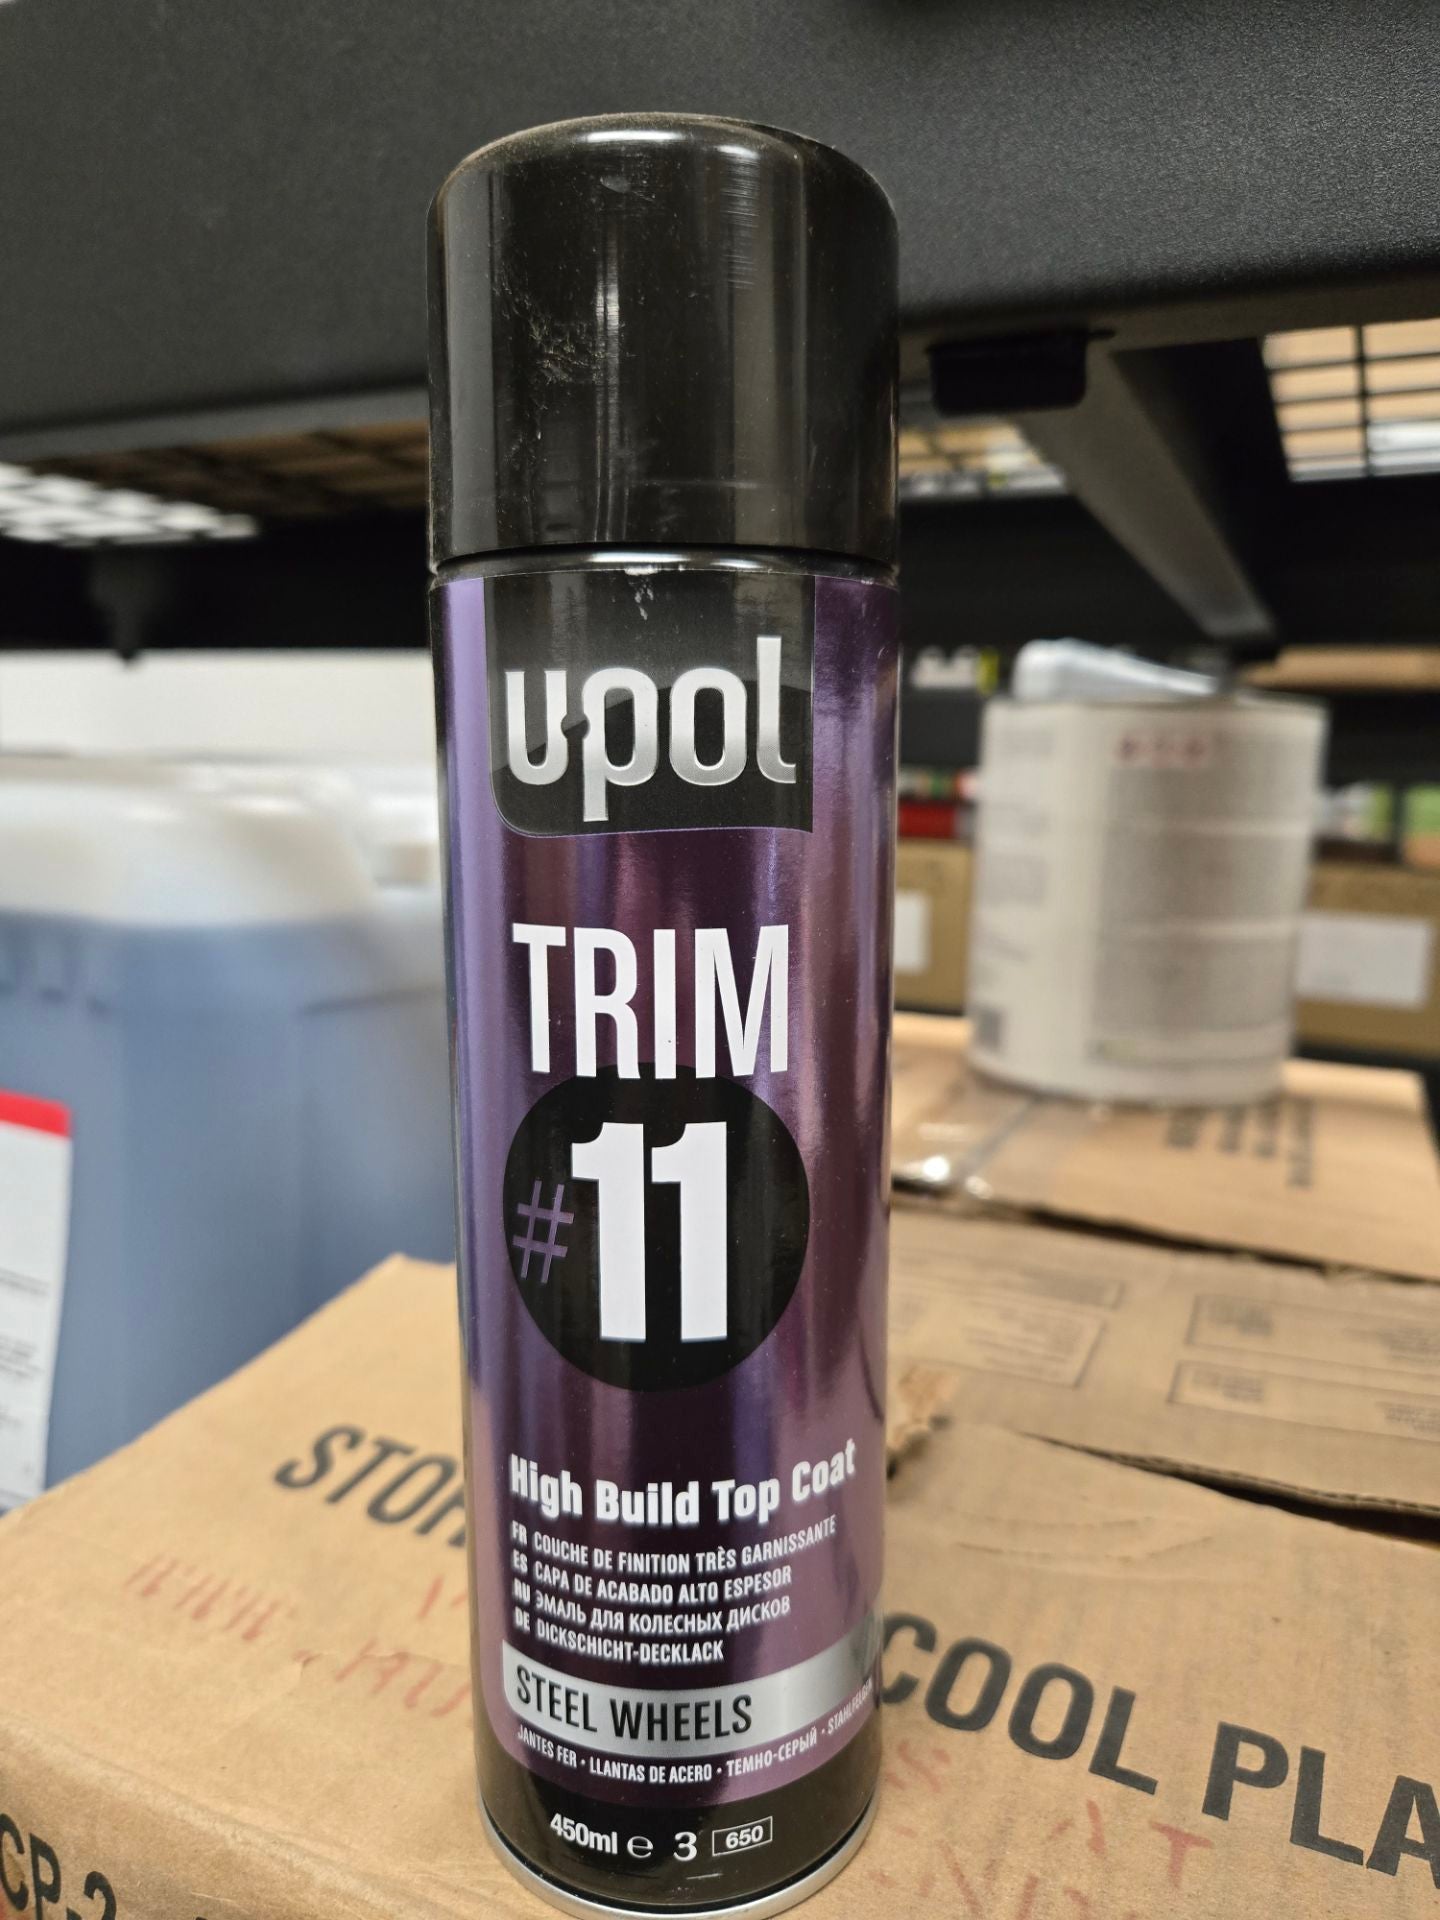 upol
TRIM
#11
High Build Top Coat
FR COUCHE DE FINITION TRÈS GARNISSANTE
ES CAPA DE ACABADO ALTO ESPESOR
RU ЭМАЛЬ ДЛЯ КОЛЕСНЫХ ДИСКОВ
DE DICKSCHICHT-DECKLACK
STEEL WHEELS
JANTES FER • LLANTAS DE ACERO • ТЕМНО-СЕРЫЙ • STAHLFELGEN
450ml e 3 650
COOL PLA